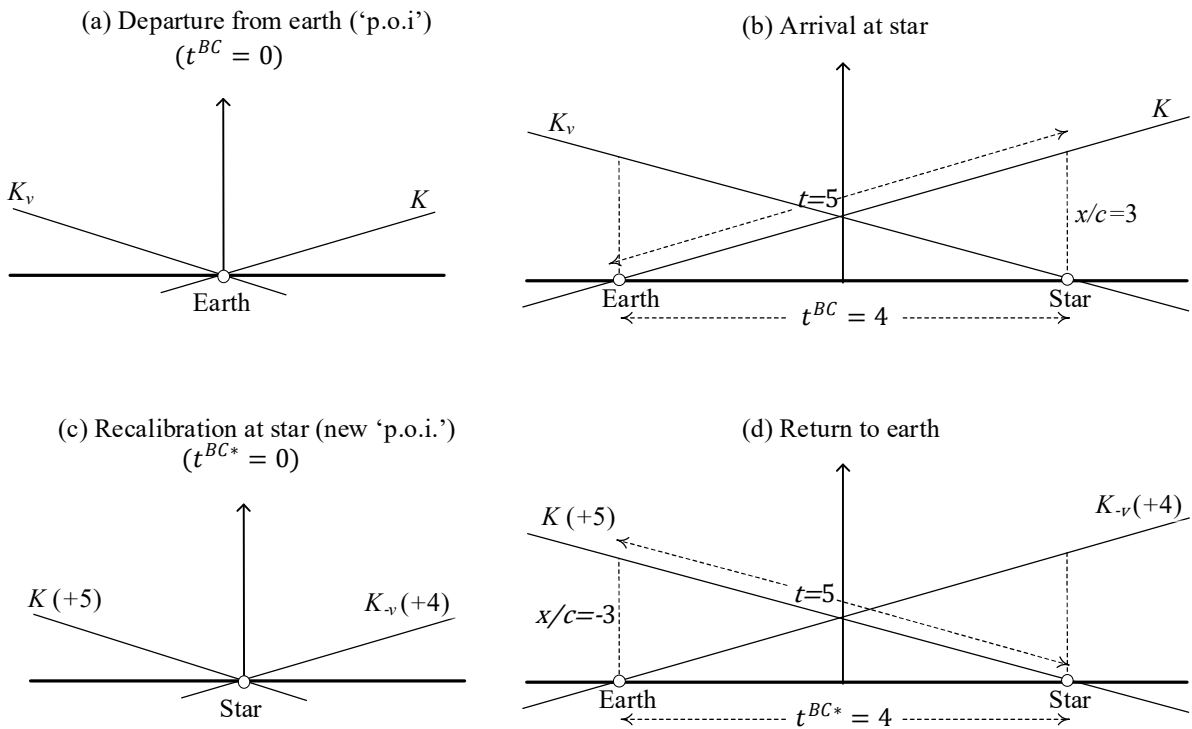 (a) Departure from earth (‘p.o.i’)
(t^{BC} = 0)
K_v
K
Earth
(b) Arrival at star
K_v
K
t=5
x/c=3
Earth
Star
t^{BC} = 4
(c) Recalibration at star (new ‘p.o.i.’)
(t^{BC*} = 0)
K (+5)
K_{-v}(+4)
Star
(d) Return to earth
K (+5)
K_{-v}(+4)
t=5
x/c=-3
Earth
Star
t^{BC*} = 4